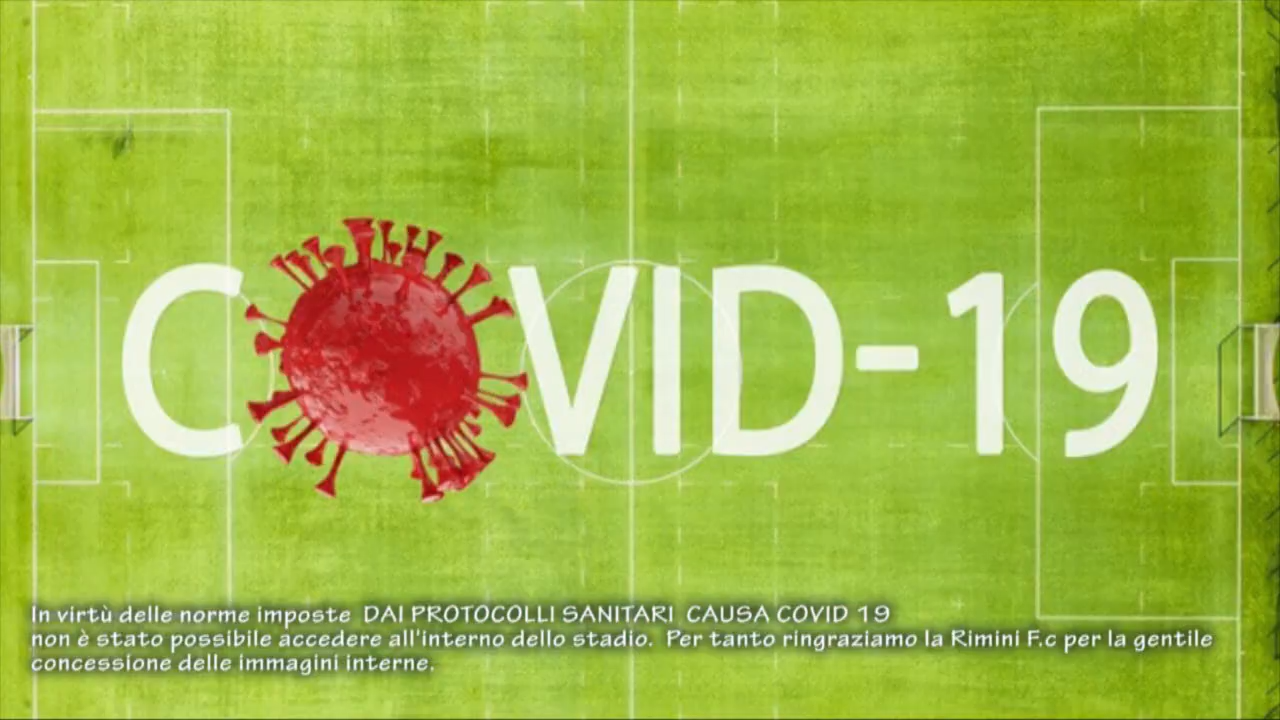 COVID-19
In virtù delle norme imposte DAI PROTOCOLLI SANITARI CAUSA COVID 19
non è stato possibile accedere all'interno dello stadio. Per tanto ringraziamo la Rimini F.c per la gentile
concessione delle immagini interne.